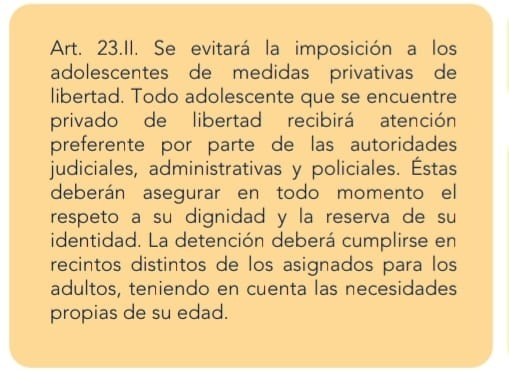 Art. 23.II. Se evitará la imposición a los
adolescentes de medidas privativas de
libertad. Todo adolescente que se encuentre
privado de libertad recibirá atención
preferente por parte de las autoridades
judiciales, administrativas y policiales. Éstas
deberán asegurar en todo momento el
respeto a su dignidad y la reserva de su
identidad. La detención deberá cumplirse en
recintos distintos de los asignados para los
adultos, teniendo en cuenta las necesidades
propias de su edad.